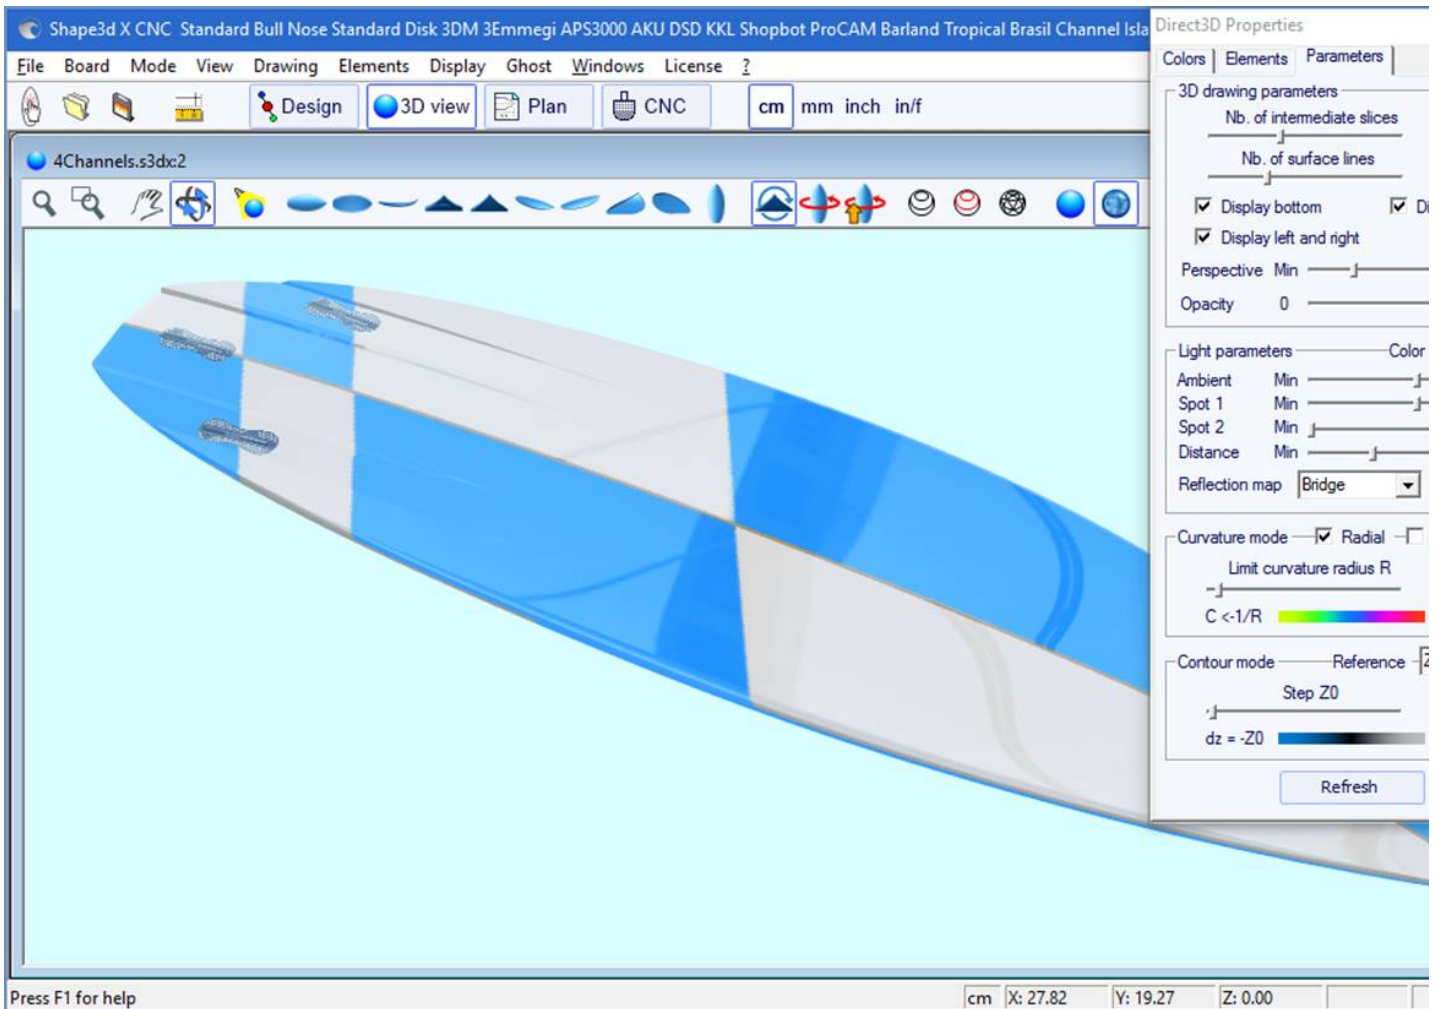 Shape3d X CNC Standard Bull Nose Standard Disk 3DM 3Emmegi APS3000 AKU DSD KKL Shopbot ProCAM Barland Tropical Brasil Channel Isla
File Board Mode View Drawing Elements Display Ghost Windows License ?
Design 3D view Plan CNC cm mm inch in/f
4Channels.s3dx:2
Direct3D Properties
Colors Elements Parameters
3D drawing parameters
Nb. of intermediate slices
Nb. of surface lines
Display bottom Di
Display left and right
Perspective Min
Opacity 0
Light parameters Color
Ambient Min
Spot 1 Min
Spot 2 Min
Distance Min
Reflection map Bridge
Curvature mode Radial
Limit curvature radius R
C <-1/R
Contour mode Reference Z
Step Z0
dz = -Z0
Refresh
Press F1 for help cm X: 27.82 Y: 19.27 Z: 0.00